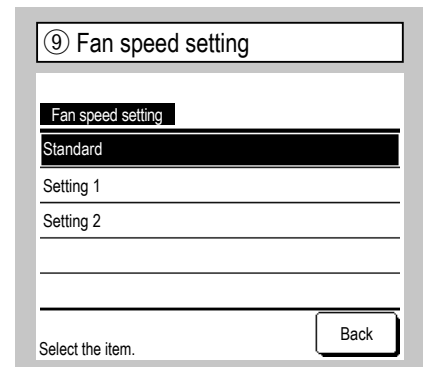 ⑨ Fan speed setting
Fan speed setting
Standard
Setting 1
Setting 2
Select the item.
Back